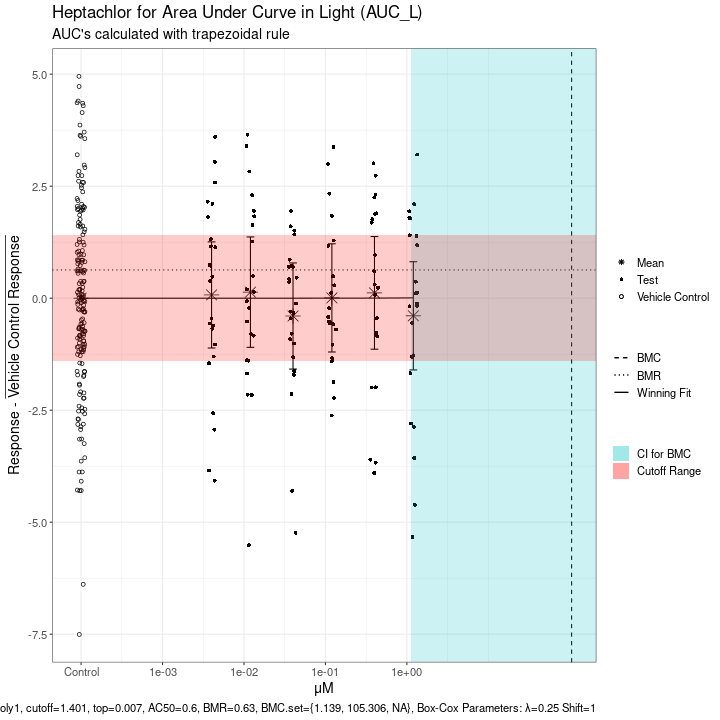 Heptachlor for Area Under Curve in Light (AUC_L)
AUC's calculated with trapezoidal rule
Response - Vehicle Control Response
5.0
2.5
0.0
-2.5
-5.0
-7.5
Control
1e-03
1e-02
1e-01
1e+00
μM
Mean
Test
Vehicle Control
BMC
BMR
Winning Fit
CI for BMC
Cutoff Range
oly1, cutoff=1.401, top=0.007, AC50=0.6, BMR=0.63, BMC.set={1.139, 105.306, NA}, Box-Cox Parameters: λ=0.25 Shift=1